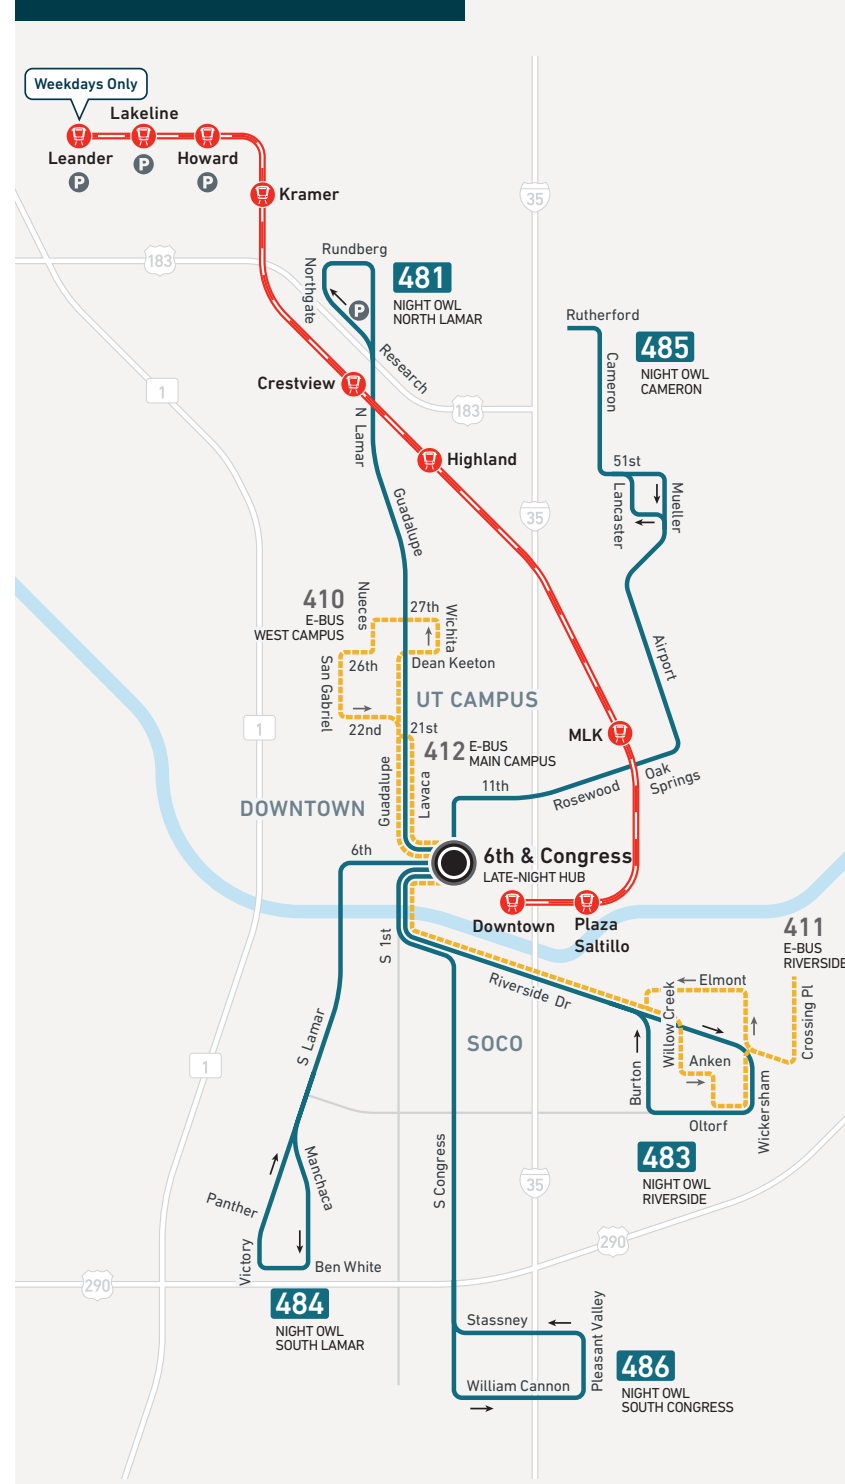 Weekdays Only
Lakeline
Leander
Howard
P
P
P
Kramer
35
183
Rundberg
Northgate
481
NIGHT OWL
NORTH LAMAR
P
Research
Rutherford
485
NIGHT OWL
CAMERON
Cameron
Crestview
1
183
N Lamar
Highland
51st
Lancaster
Mueller
Guadalupe
35
410
E-BUS
WEST CAMPUS
Nueces
27th
Wichita
26th
Dean Keeton
San Gabriel
Airport
UT CAMPUS
22nd
21st
1
412
E-BUS
MAIN CAMPUS
MLK
Guadalupe
Lavaca
11th
Rosewood
Oak
Springs
DOWNTOWN
6th
6th & Congress
LATE-NIGHT HUB
Downtown
Plaza
Saltillo
411
E-BUS
RIVERSIDE
S 1st
Riverside Dr
Elmont
Willow Creek
Crossing Pl
S Lamar
SOCO
Anken
1
Burton
Wickersham
Oltorf
Manchaca
S Congress
483
NIGHT OWL
RIVERSIDE
35
Panther
Victory
Ben White
290
290
484
NIGHT OWL
SOUTH LAMAR
Stassney
Pleasant Valley
William Cannon
486
NIGHT OWL
SOUTH CONGRESS